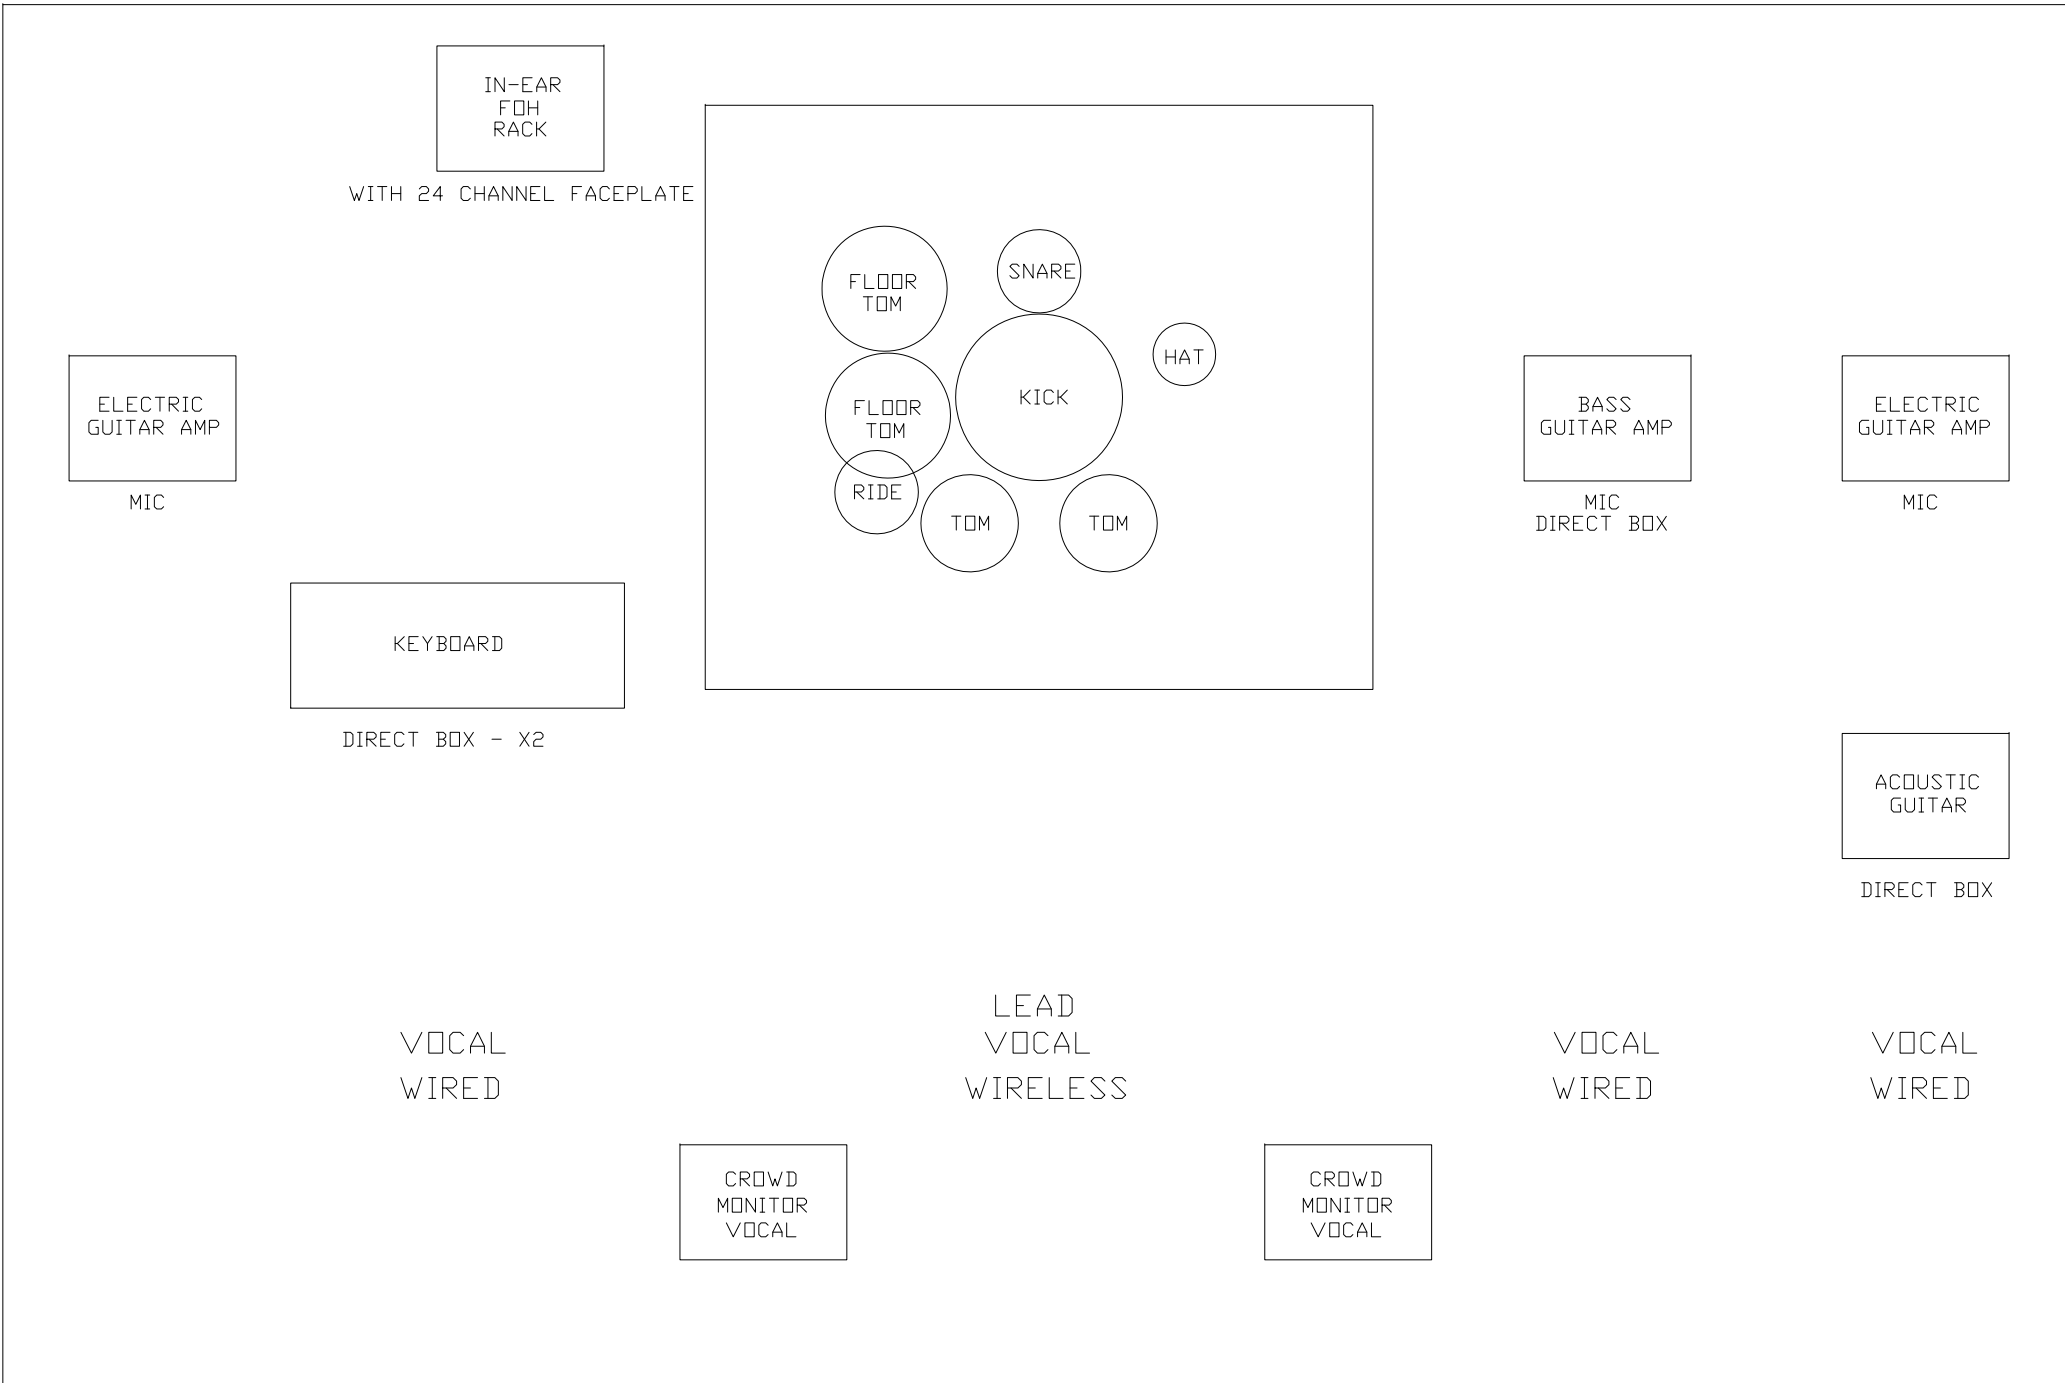 IN-EAR
FOH
RACK
WITH 24 CHANNEL FACEPLATE
FLOOR
TOM
SNARE
HAT
KICK
FLOOR
TOM
RIDE
TOM
TOM
ELECTRIC
GUITAR AMP
MIC
BASS
GUITAR AMP
MIC
DIRECT BOX
ELECTRIC
GUITAR AMP
MIC
KEYBOARD
DIRECT BOX - X2
ACOUSTIC
GUITAR
DIRECT BOX
VOCAL
WIRED
LEAD
VOCAL
WIRELESS
VOCAL
WIRED
VOCAL
WIRED
CROWD
MONITOR
VOCAL
CROWD
MONITOR
VOCAL